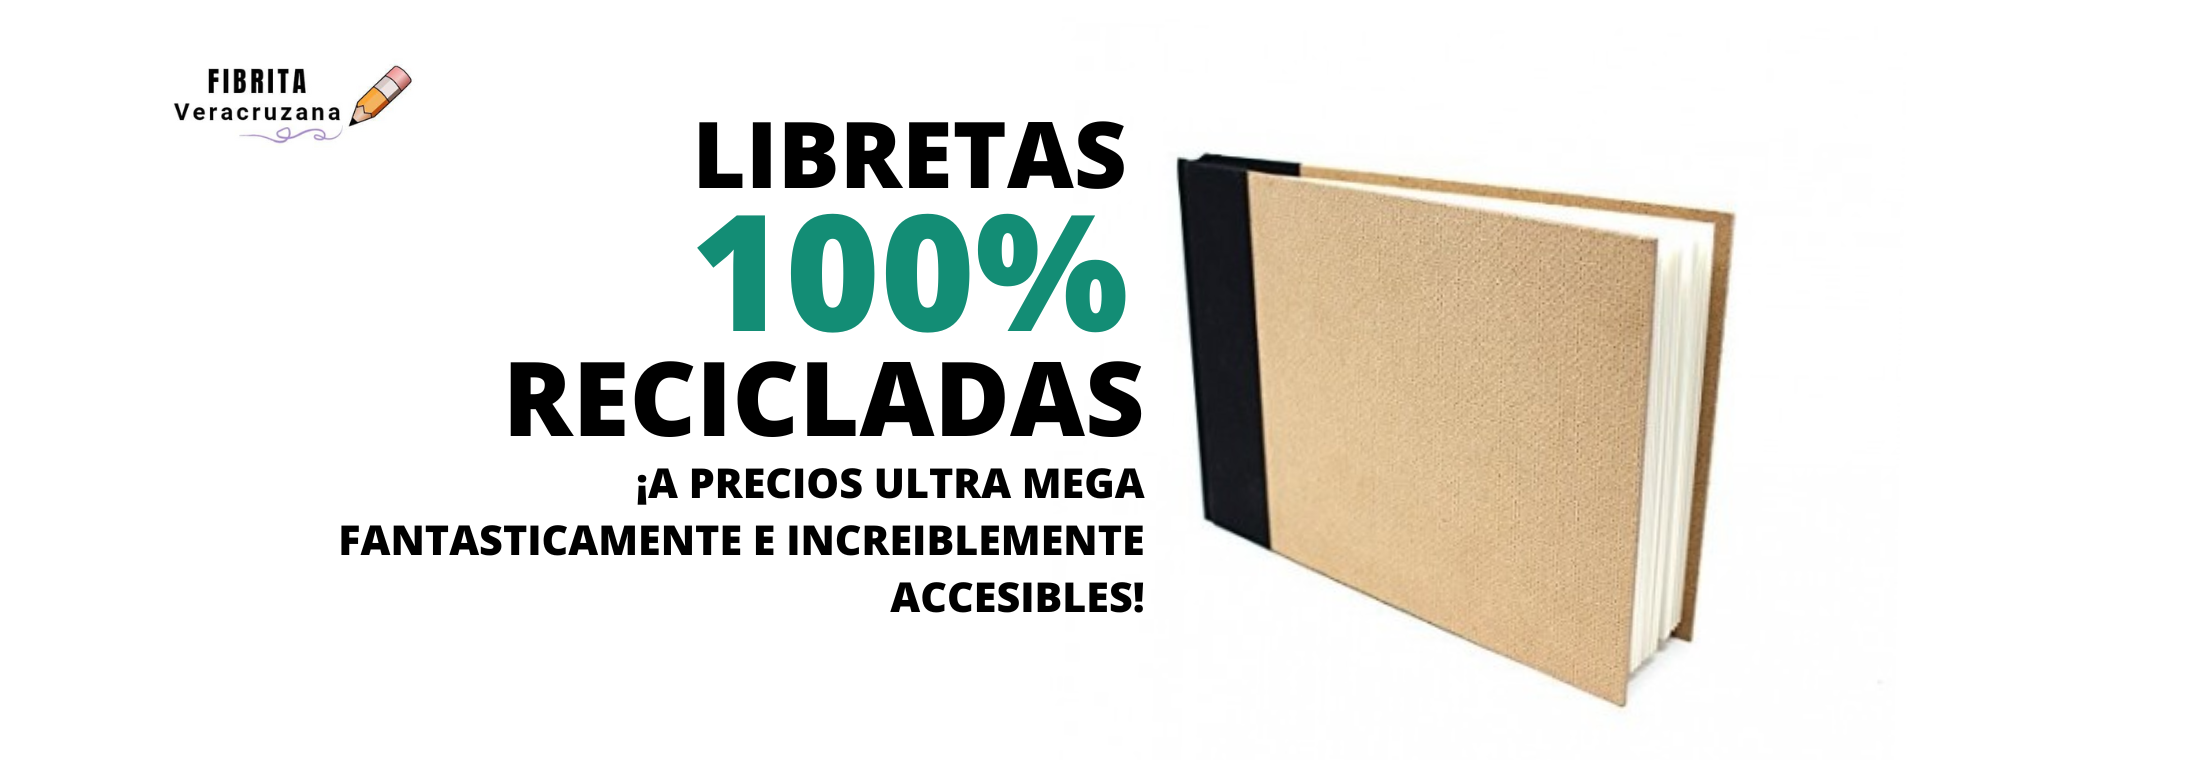 FIBRITA
Veracruzana
LIBRETAS
100%
RECICLADAS
¡A PRECIOS ULTRA MEGA
FANTASTICAMENTE E INCREIBLEMENTE
ACCESIBLES!